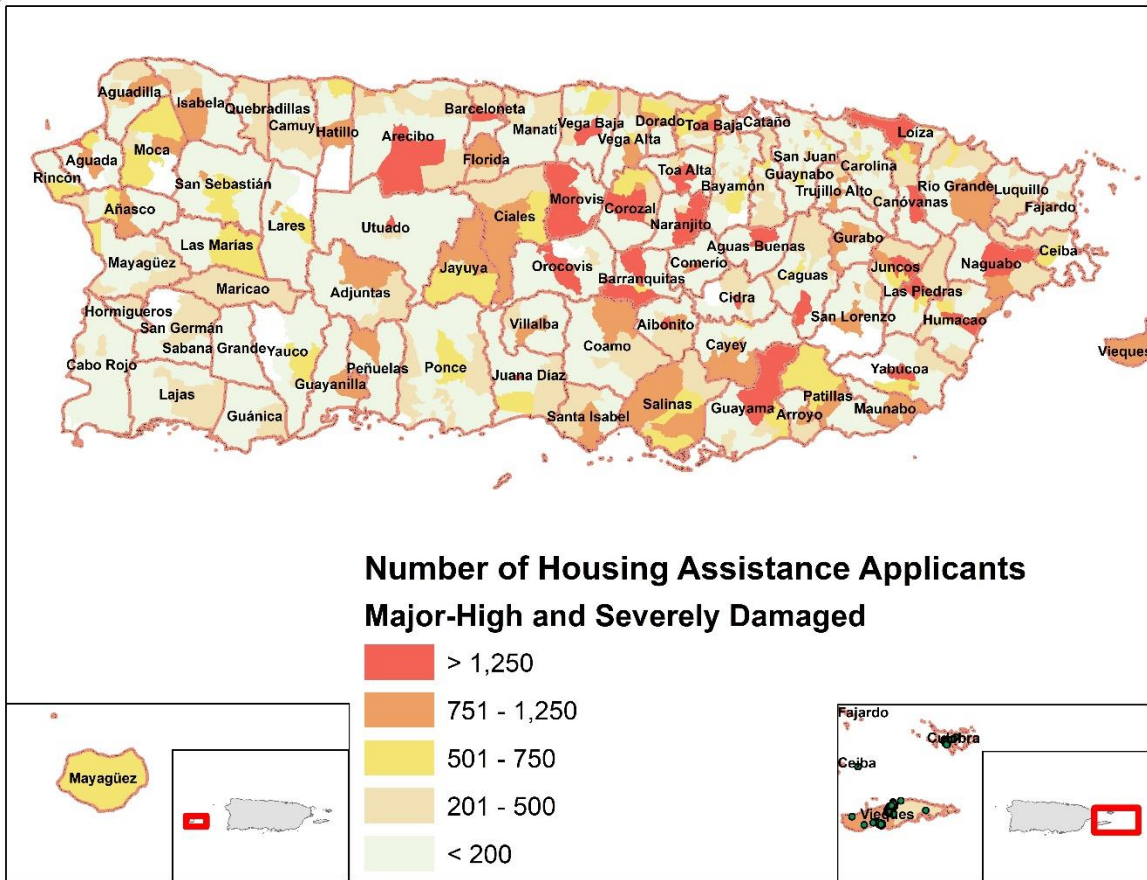 Aguadilla
Isabela
Quebradillas
Camuy
Hatillo
Arecibo
Barceloneta
Manatí
Vega Baja
Vega Alta
Dorado
Toa Baja
Cataño
Loíza
Aguada
Rincón
Moca
San Sebastián
Florida
Ciales
Morovis
Corozal
Toa Alta
Naranjito
Bayamón
San Juan
Guaynabo
Trujillo Alto
Carolina
Canóvanas
Río Grande
Luquillo
Fajardo
Añasco
Las Marías
Lares
Utuado
Jayuya
Orocovis
Barranquitas
Comerío
Aguas Buenas
Gurabo
Caguas
Juncos
Naguabo
Ceiba
Mayagüez
Maricao
Adjuntas
Cidra
Las Piedras
San Lorenzo
Humacao
Hormigueros
San Germán
Sabana Grande
Yauco
Guayanilla
Peñuelas
Ponce
Villalba
Juana Díaz
Coamo
Aibonito
Cayey
Yabucoa
Vieques
Cabo Rojo
Lajas
Guánica
Santa Isabel
Salinas
Guayama
Arroyo
Patillas
Maunabo
Number of Housing Assistance Applicants
Major-High and Severely Damaged
> 1,250
751 - 1,250
501 - 750
201 - 500
< 200
Mayagüez
Fajardo
Culebra
Ceiba
Vieques